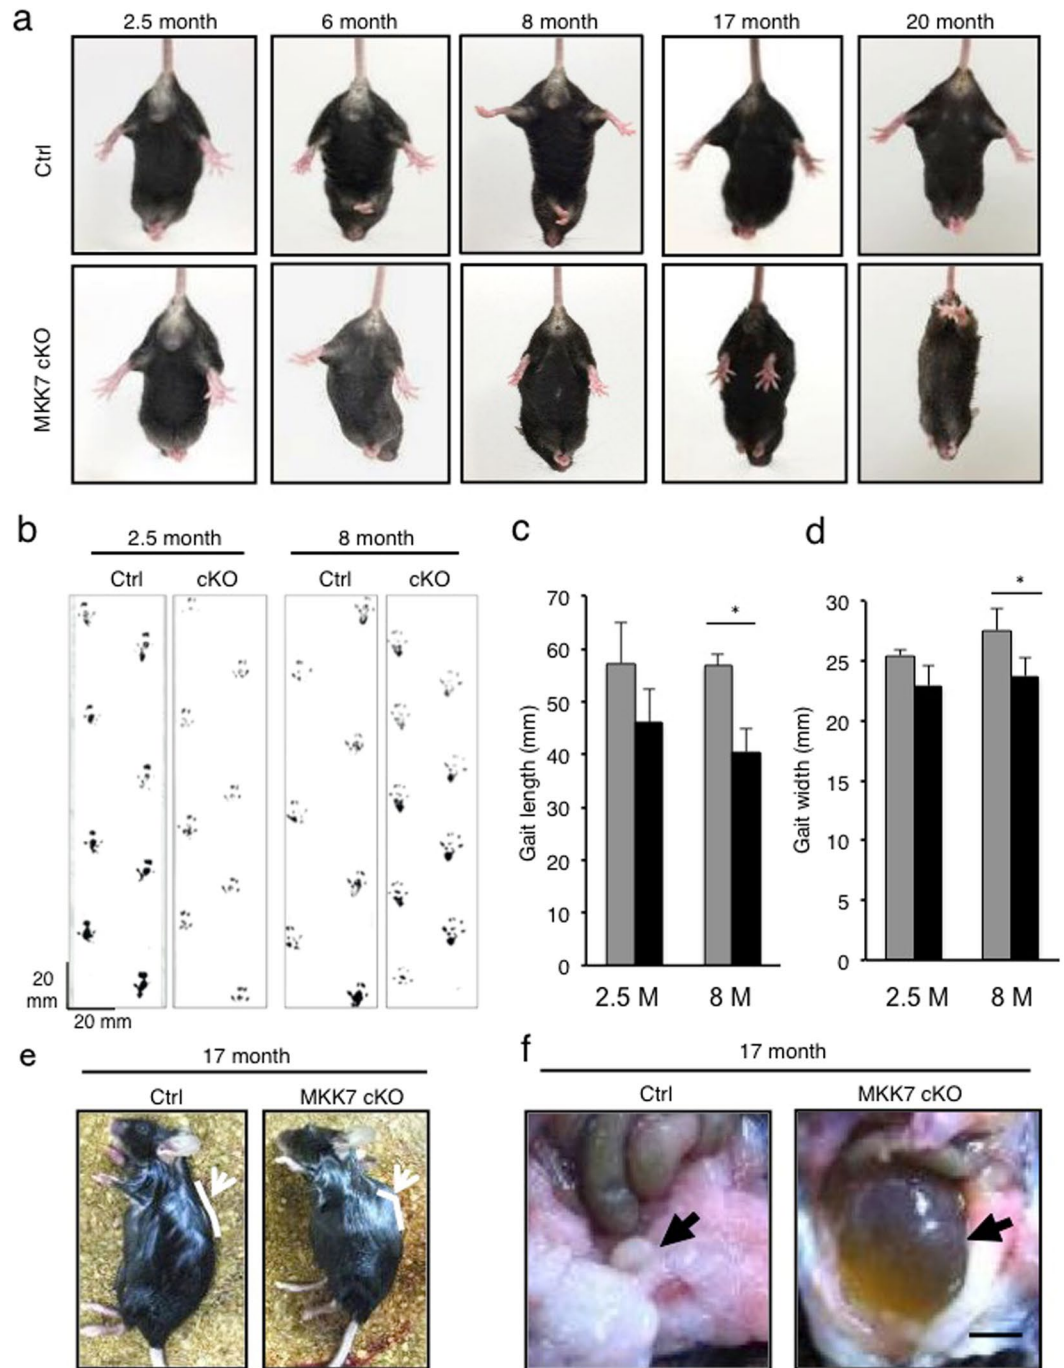 a
2.5 month
6 month
8 month
17 month
20 month
Ctrl
MKK7 cKO
b
2.5 month
8 month
Ctrl
cKO
Ctrl
cKO
20
mm
20 mm
c
70
60
50
40
30
20
10
0
Gait length (mm)
*
2.5 M
8 M
d
30
25
20
15
10
5
0
Gait width (mm)
*
2.5 M
8 M
e
17 month
Ctrl
MKK7 cKO
f
17 month
Ctrl
MKK7 cKO